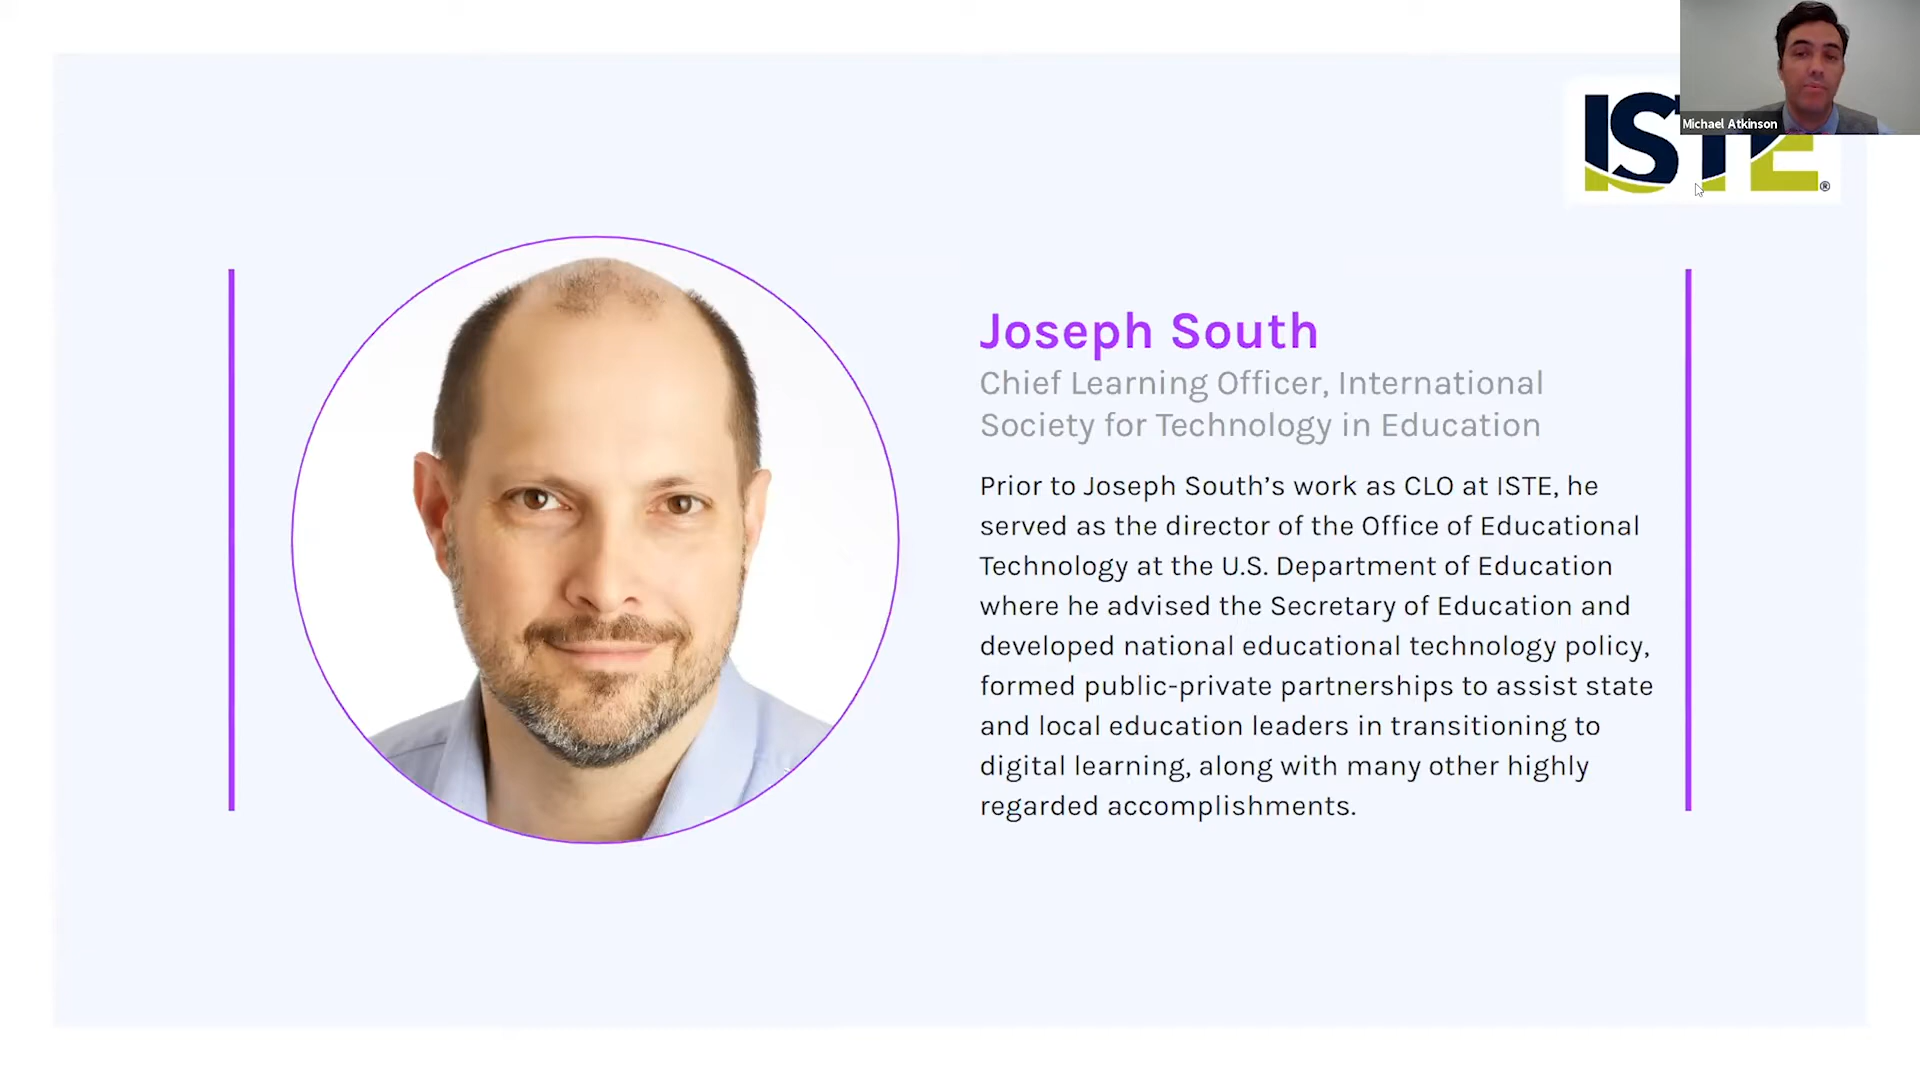 Michael Atkinson
ISTE®
Joseph South
Chief Learning Officer, International
Society for Technology in Education
Prior to Joseph South’s work as CLO at ISTE, he
served as the director of the Office of Educational
Technology at the U.S. Department of Education
where he advised the Secretary of Education and
developed national educational technology policy,
formed public-private partnerships to assist state
and local education leaders in transitioning to
digital learning, along with many other highly
regarded accomplishments.